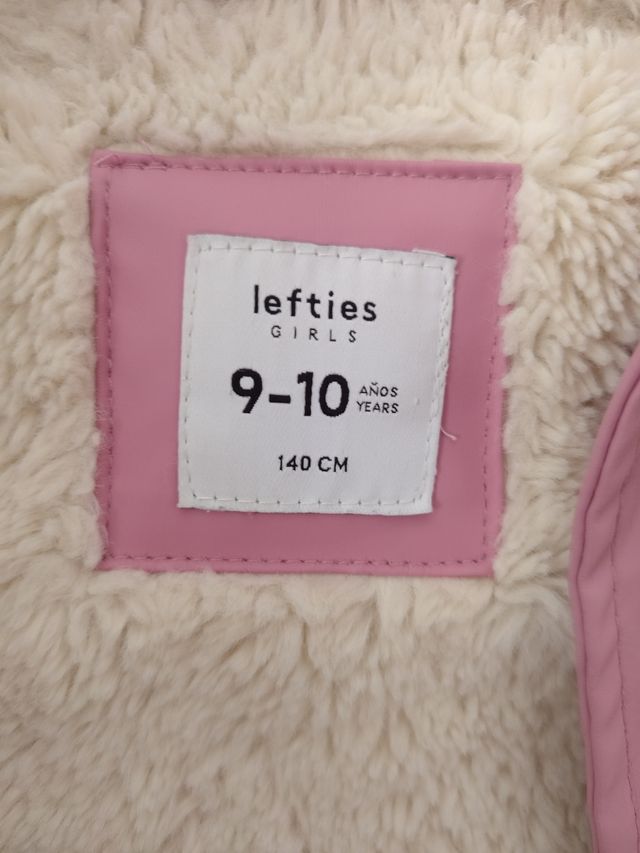 lefties
GIRLS
9-10 AÑOS
YEARS
140 CM